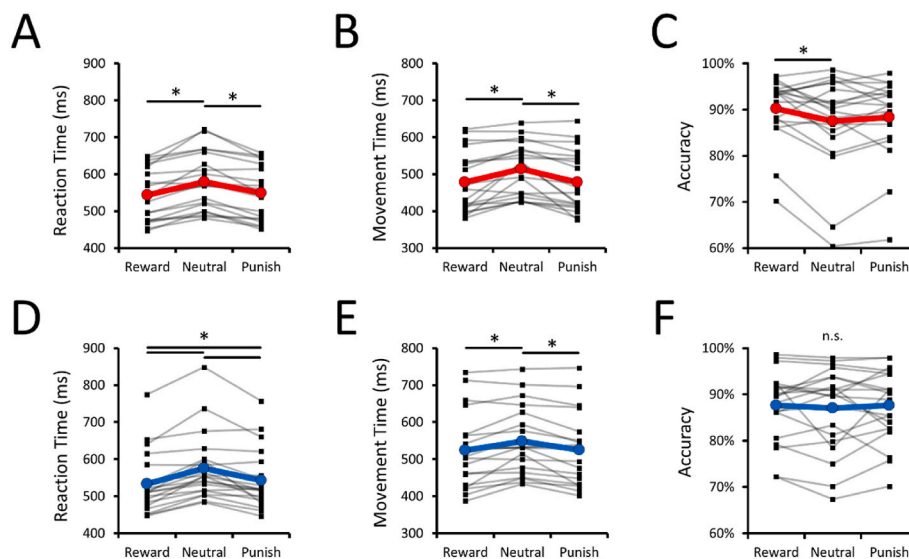 A
Reaction Time (ms)
900
800
700
600
500
400
*
*
Reward Neutral Punish
B
Movement Time (ms)
800
700
600
500
400
300
*
*
Reward Neutral Punish
C
Accuracy
100%
90%
80%
70%
60%
*
Reward Neutral Punish
D
Reaction Time (ms)
900
800
700
600
500
400
*
Reward Neutral Punish
E
Movement Time (ms)
800
700
600
500
400
300
*
*
Reward Neutral Punish
F
Accuracy
100%
90%
80%
70%
60%
n.s.
Reward Neutral Punish